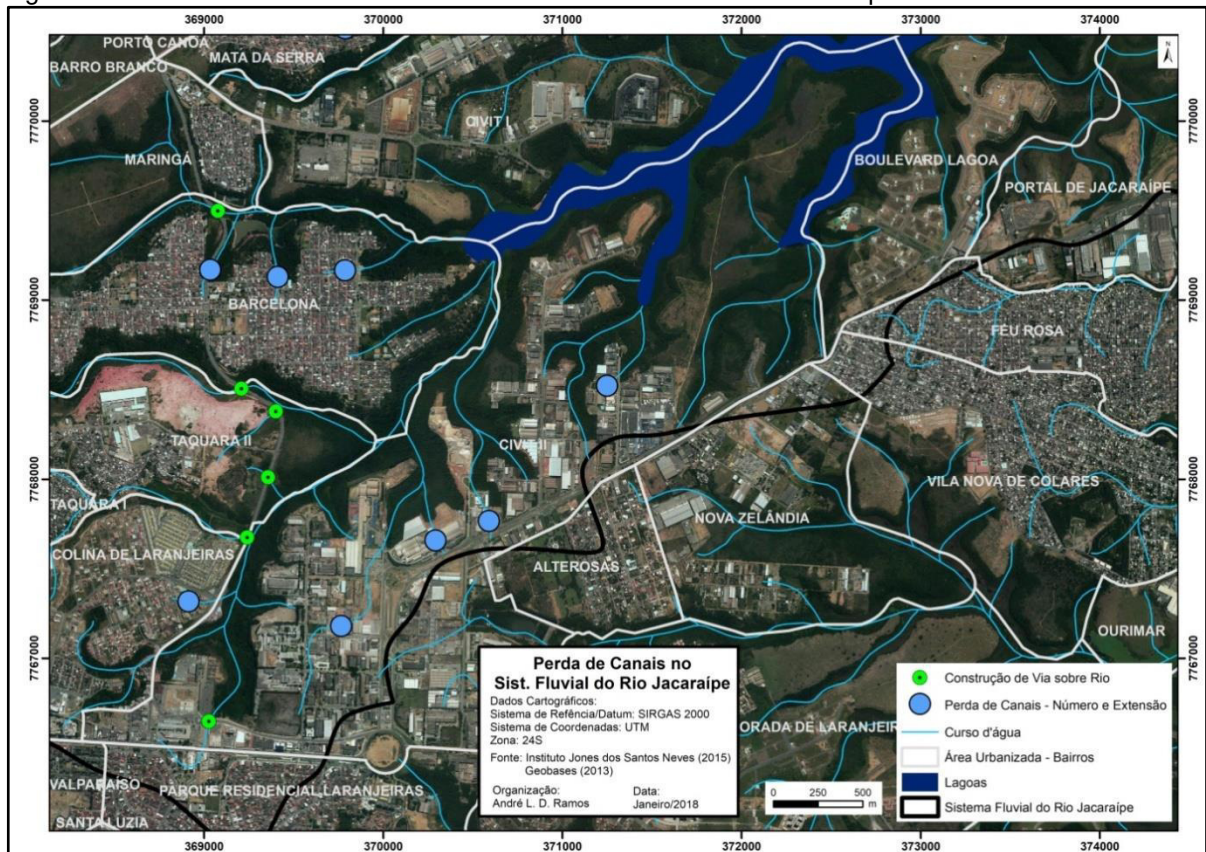 369000 370000 371000 372000 373000 374000
PORTO CANOA
MATA DA SERRA
BARRO BRANCO
N
7770000 7770000
CIVIT I
MARINGÁ
BOULEVARD LAGOA
PORTAL DE JACARAÍPE
7769000 7769000
BARCELONA
FEU ROSA
TAQUARA II
CIVIT II
7768000 7768000
TAQUARA I
VILA NOVA DE COLARES
NOVA ZELÂNDIA
COLINA DE LARANJEIRAS
ALTEROSAS
OURIMAR
7767000 7767000
Perda de Canais no
Sist. Fluvial do Rio Jacaraípe
Dados Cartográficos:
Sistema de Refência/Datum: SIRGAS 2000
Sistema de Coordenadas: UTM
Zona: 24S
Fonte: Instituto Jones dos Santos Neves (2015)
Geobases (2013)
Organização:
André L. D. Ramos
Data:
Janeiro/2018
ORADA DE LARANJEIR
0 250 500
m
Construção de Via sobre Rio
Perda de Canais - Número e Extensão
Curso d'água
Área Urbanizada - Bairros
Lagoas
Sistema Fluvial do Rio Jacaraípe
VALPARAÍSO
PARQUE RESIDENCIAL LARANJEIRAS
SANTA LUZIA
369000 370000 371000 372000 373000 374000